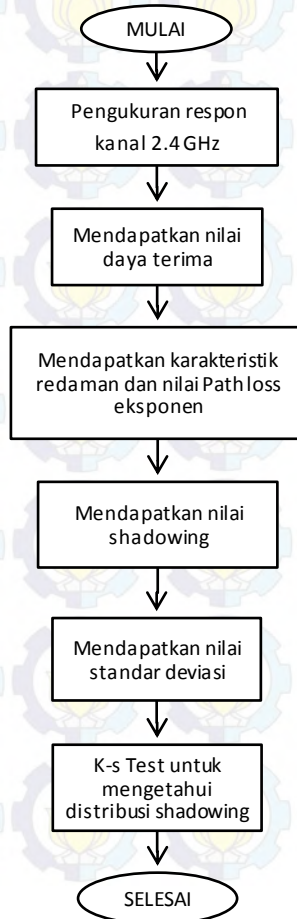 MULAI
Pengukuran respon
kanal 2.4 GHz
Mendapatkan nilai
daya terima
Mendapatkan karakteristik
redaman dan nilai Path loss
eksponen
Mendapatkan nilai
shadowing
Mendapatkan nilai
standar deviasi
K-s Test untuk
mengetahui
distribusi shadowing
SELESAI